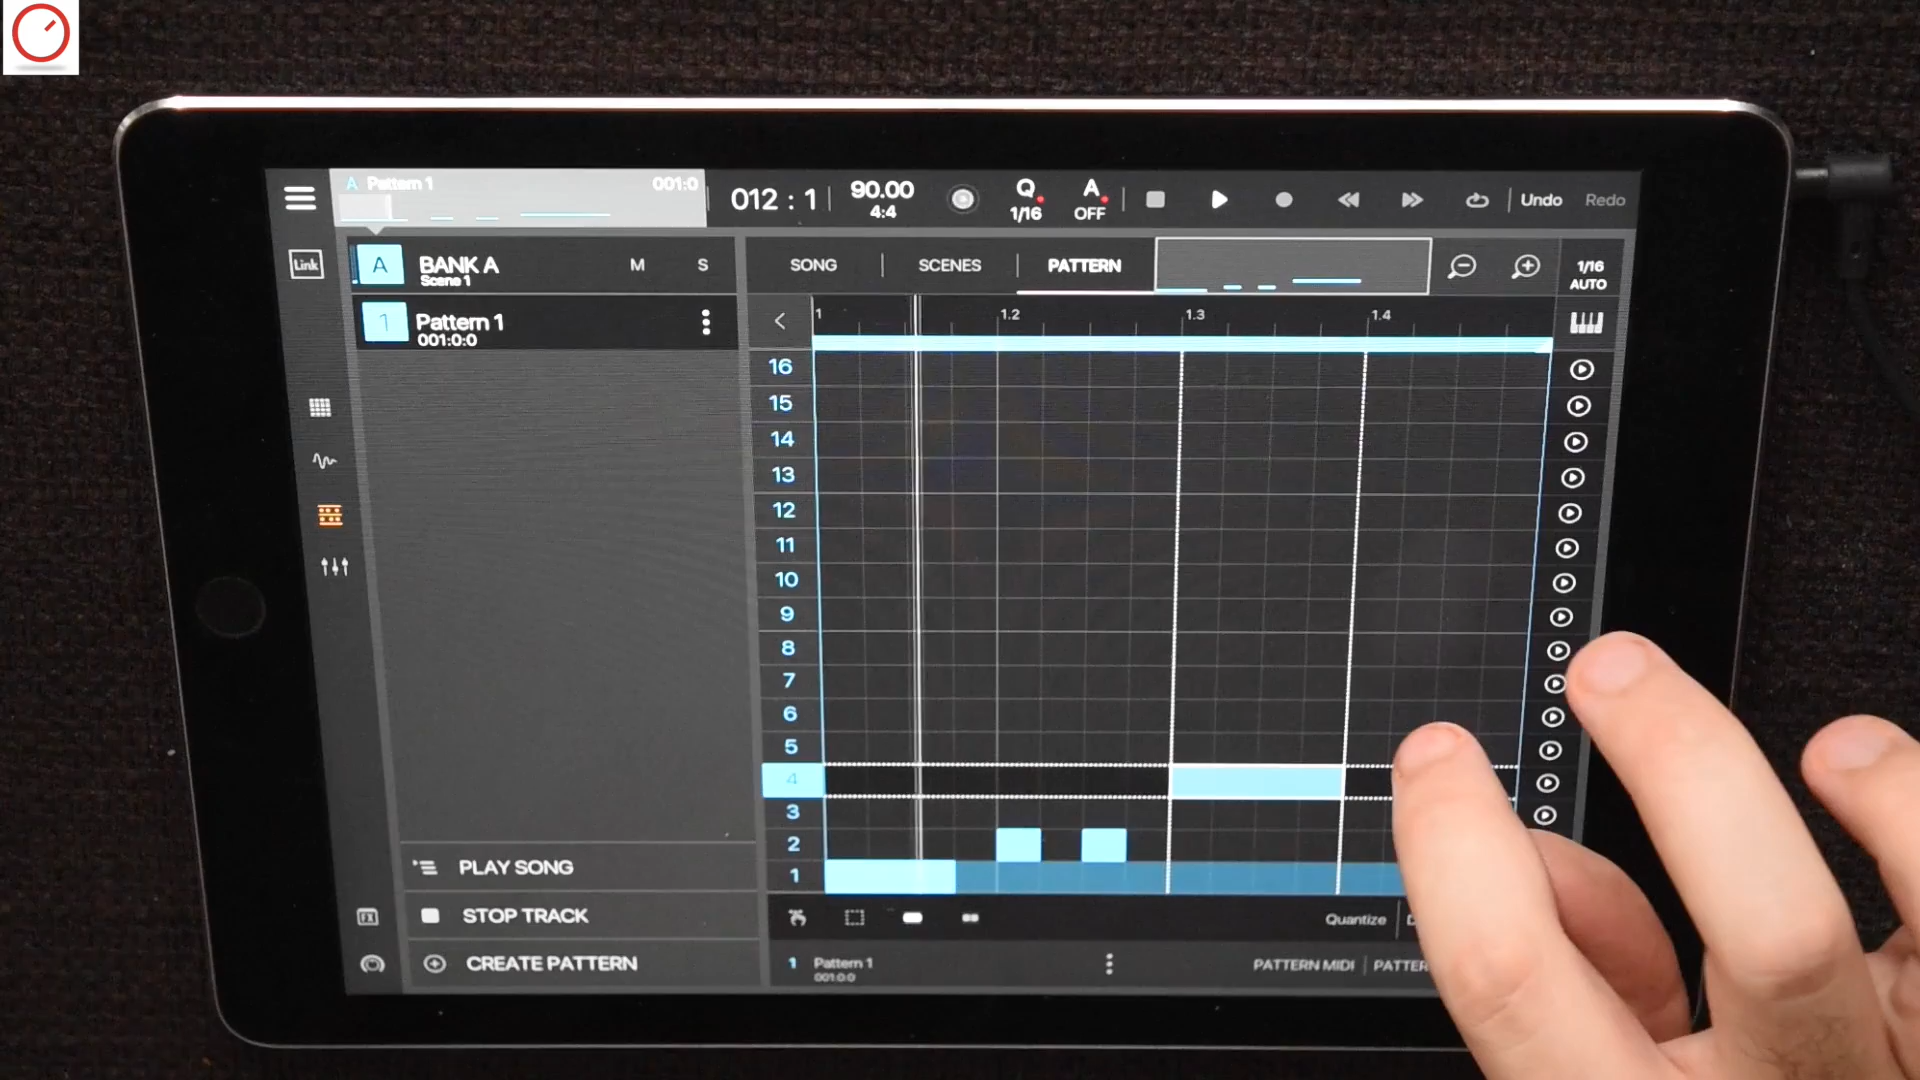 A Pattern 1 001:0
012 : 1
90.00
4:4
Q
1/16
A
OFF
Undo Redo
Link
A BANK A M S
Scene 1
1 Pattern 1
001:0:0
SONG SCENES PATTERN
1/16
AUTO
1 1.2 1.3 1.4
16
15
14
13
12
11
10
9
8
7
6
5
4
3
2
1
PLAY SONG
STOP TRACK
CREATE PATTERN
FX
Quantize
1 Pattern 1
001:0:0
PATTERN MIDI PATTER